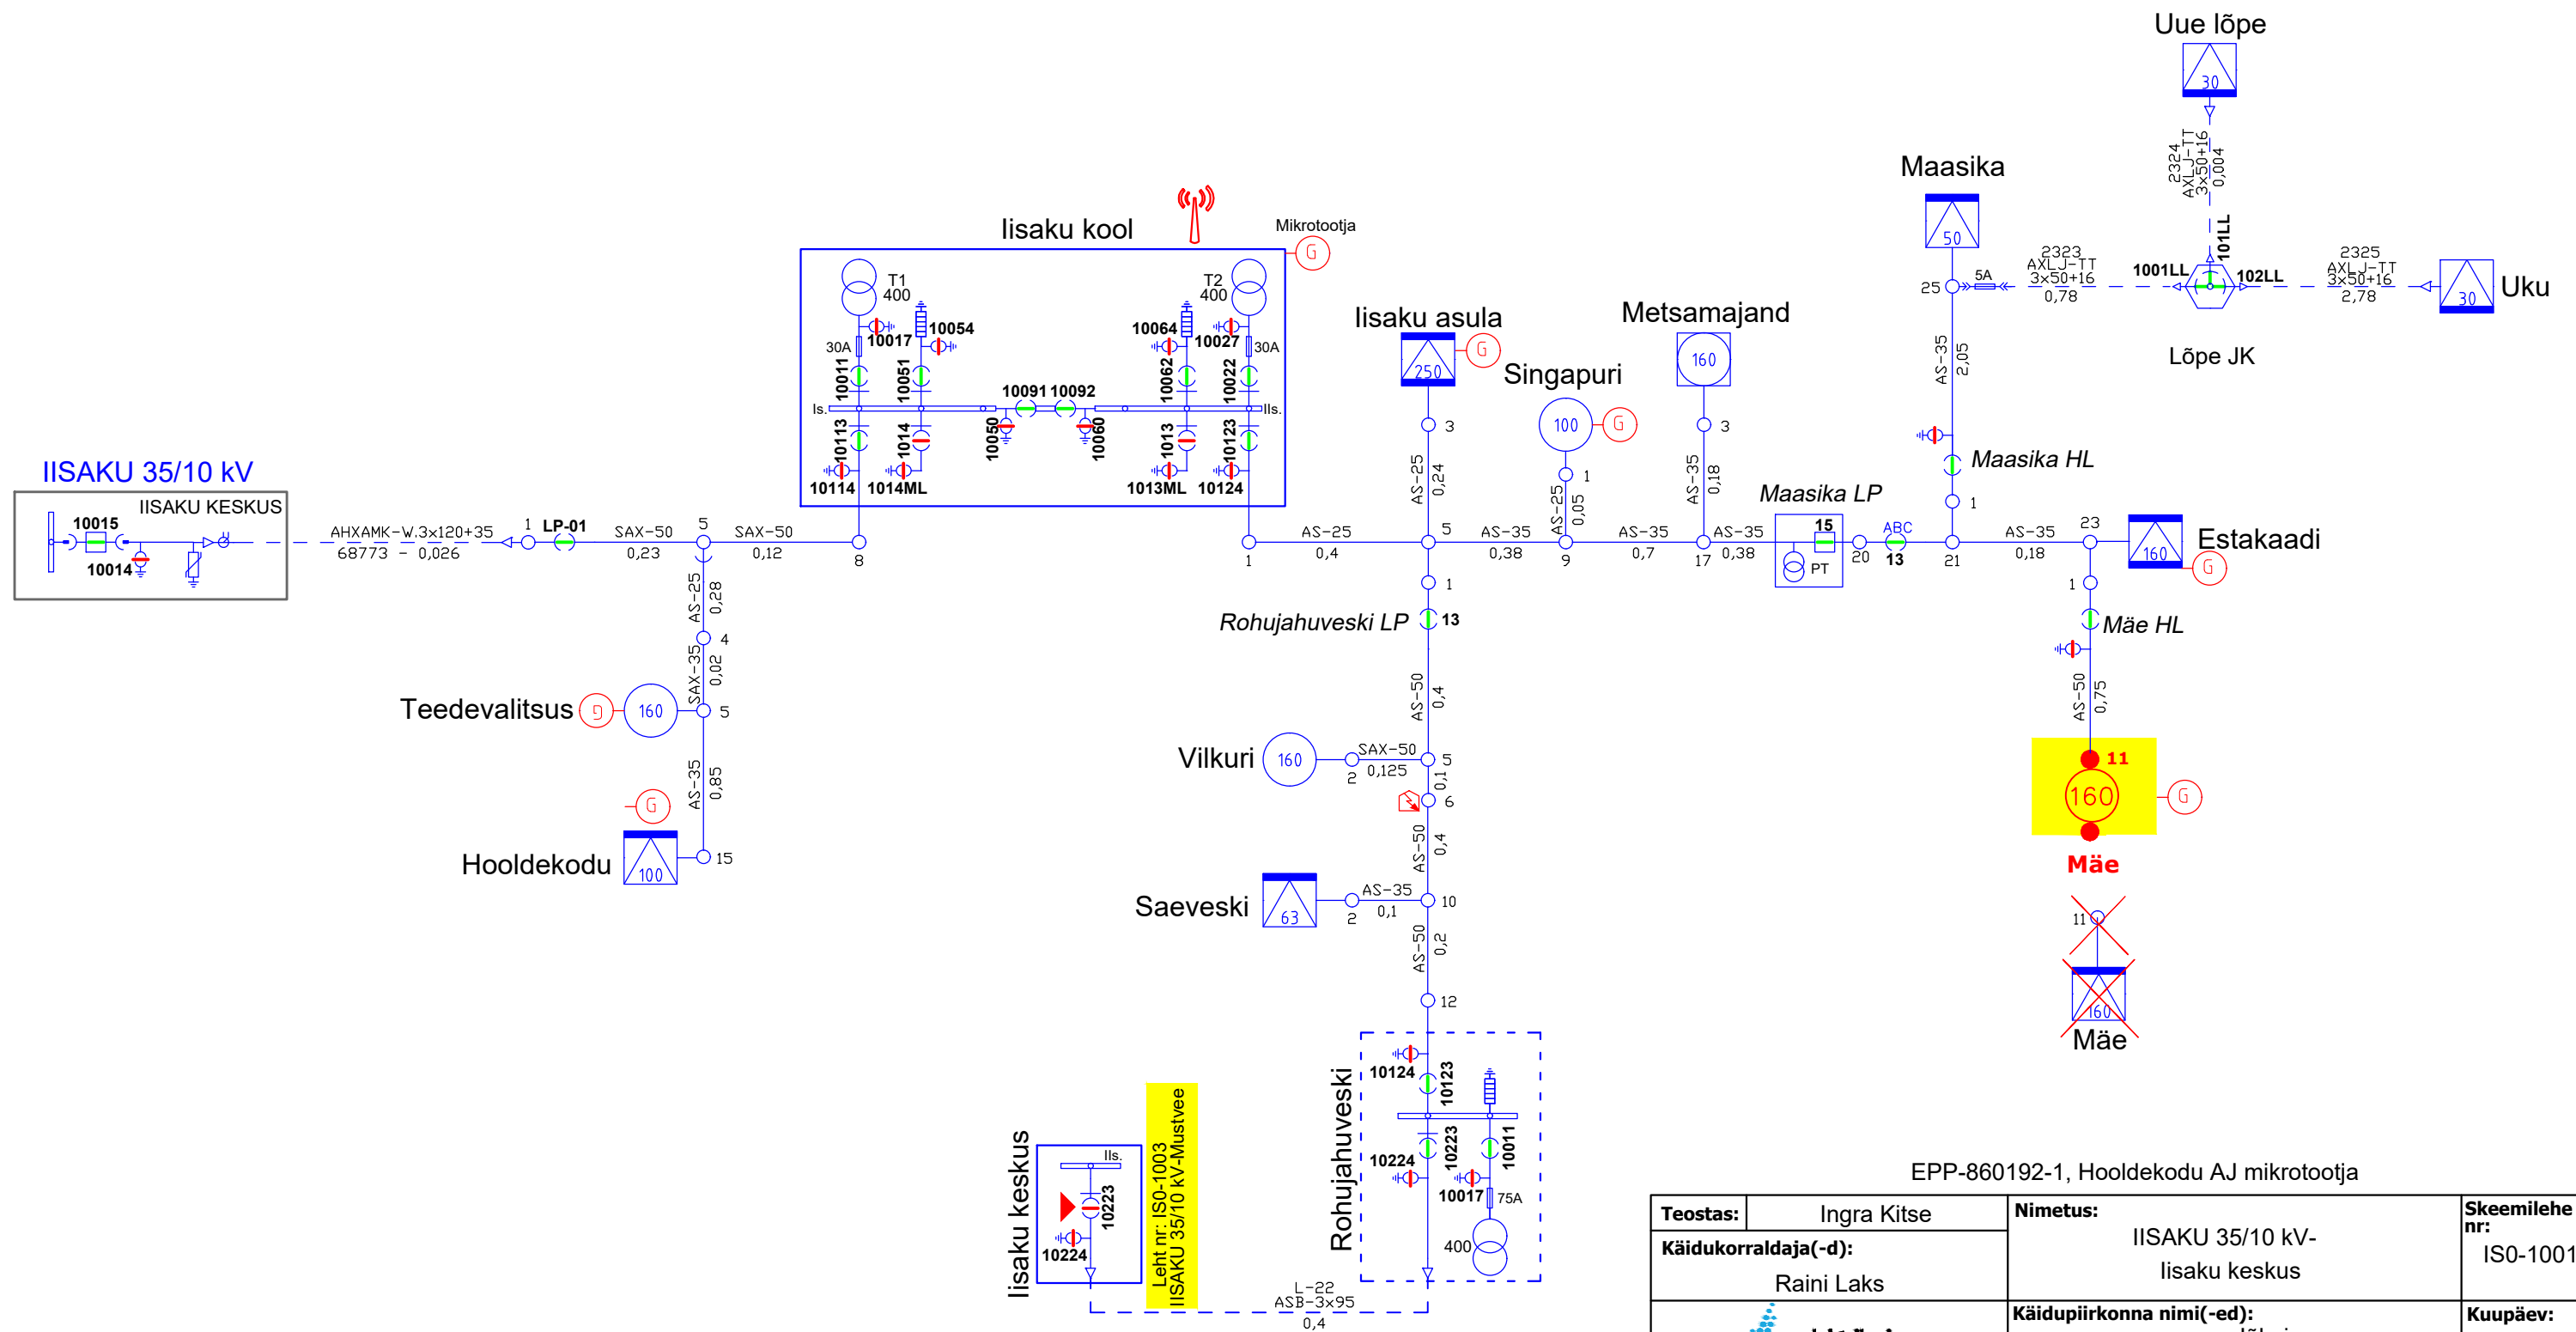 Uue lõpe
30
2324
AXLJ-TT
3x50+16
0,004
101LL
Maasika
50
25
5A
2323
AXLJ-TT
3x50+16
0,78
1001LL
102LL
2325
AXLJ-TT
3x50+16
2,78
30
Uku
Lõpe JK
AS-35
2,05
Maasika HL
1
Iisaku kool
Mikrotootja
G
T1
400
T2
400
10017
10054
10064
10027
30A
30A
10011
10051
10062
10022
10091
10092
Is.
IIs.
10113
1014
10050
10060
1013
10123
10114
1014ML
1013ML
10124
Iisaku asula
250
G
3
AS-25
0,24
Singapuri
100
G
1
AS-25
0,05
Metsamajand
160
3
AS-35
0,18
Maasika LP
15
PT
20
ABC
13
21
AS-35
0,18
23
160
Estakaadi
G
1
Mäe HL
AS-50
0,75
11
160
G
Mäe
11
160
Mäe
IISAKU 35/10 kV
IISAKU KESKUS
10015
10014
AHXAMK-W.3x120+35
68773 - 0,026
1
LP-01
SAX-50
0,23
5
SAX-50
0,12
8
1
AS-25
0,4
5
AS-35
0,38
9
AS-35
0,7
17
AS-35
0,38
AS-25
0,28
4
SAX-35
0,02
Teedevalitsus
G
160
5
AS-35
0,85
G
Hooldekodu
100
15
1
Rohujahuveski LP
13
AS-50
0,4
Vilkuri
160
2
SAX-50
0,125
5
0,1
6
AS-50
0,4
Saeveski
63
2
AS-35
0,1
10
AS-50
0,2
12
Rohujahuveski
10124
10123
10223
10011
10224
10017
75A
400
Iisaku keskus
IIs.
10223
10224
Leht nr: IS0-1003
IISAKU 35/10 kV-Mustvee
L-22
ASB-3x95
0,4
EPP-860192-1, Hooldekodu AJ mikrotootja
Teostas:
Ingra Kitse
Nimetus:
IISAKU 35/10 kV-
Iisaku keskus
Skeemilehe
nr:
IS0-1001
Käidukorraldaja(-d):
Raini Laks
Käidupiirkonna nimi(-ed):
Kuupäev: